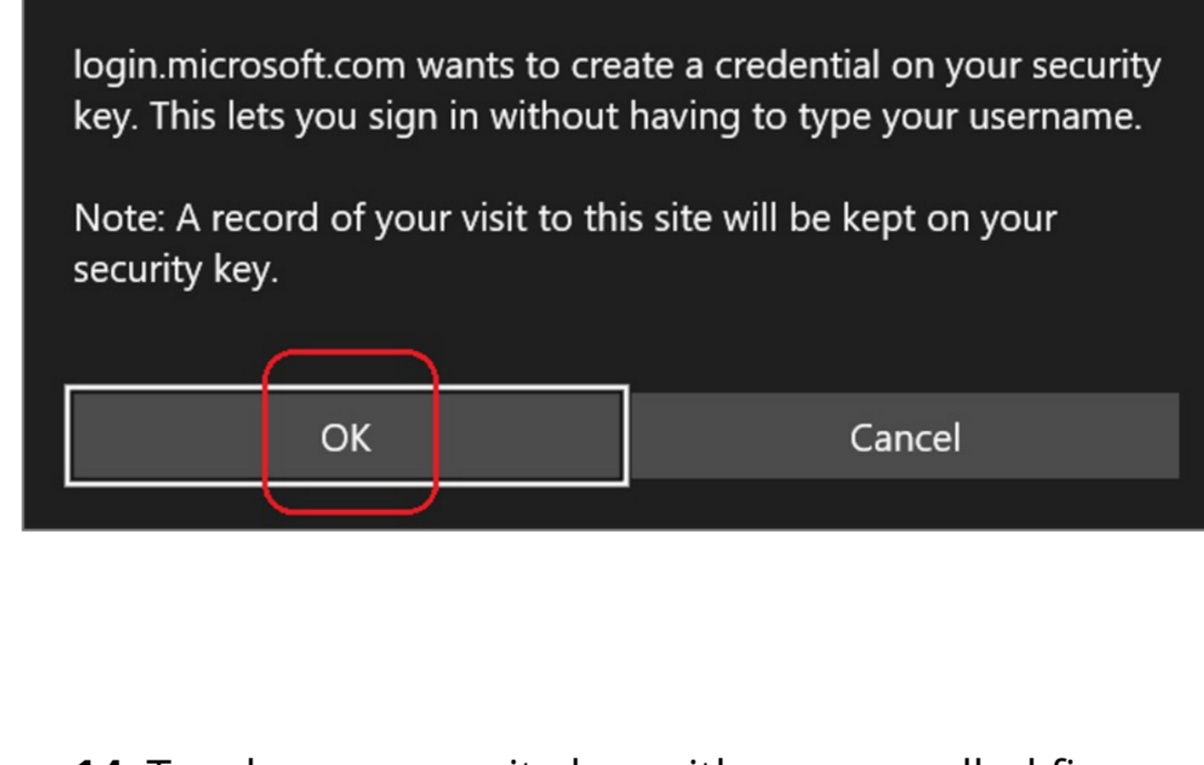 login.microsoft.com wants to create a credential on your security
key. This lets you sign in without having to type your username.
Note: A record of your visit to this site will be kept on your
security key.
OK
Cancel